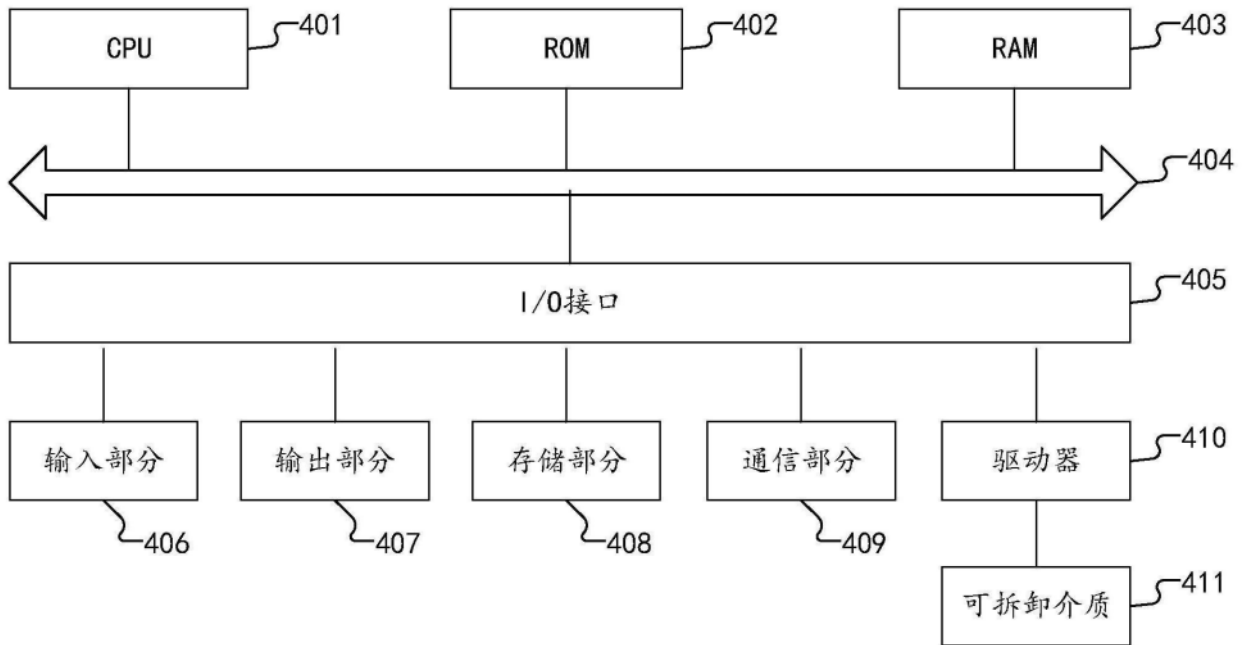 CPU
401
ROM
402
RAM
403
404
I/O接口
405
输入部分
406
输出部分
407
存储部分
408
通信部分
409
驱动器
410
可拆卸介质
411